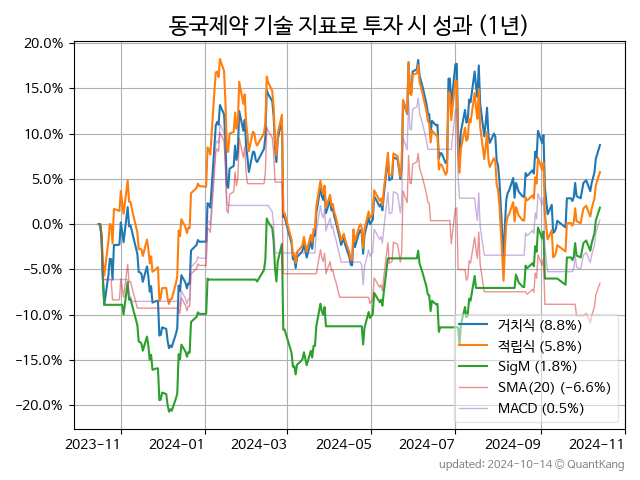 동국제약 기술 지표로 투자 시 성과 (1년)
20.0%
15.0%
10.0%
5.0%
0.0%
−5.0%
−10.0%
−15.0%
−20.0%
거치식 (8.8%)
적립식 (5.8%)
SigM (1.8%)
SMA(20) (−6.6%)
MACD (0.5%)
2023-11 2024-01 2024-03 2024-05 2024-07 2024-09 2024-11
updated: 2024-10-14 © QuantKang